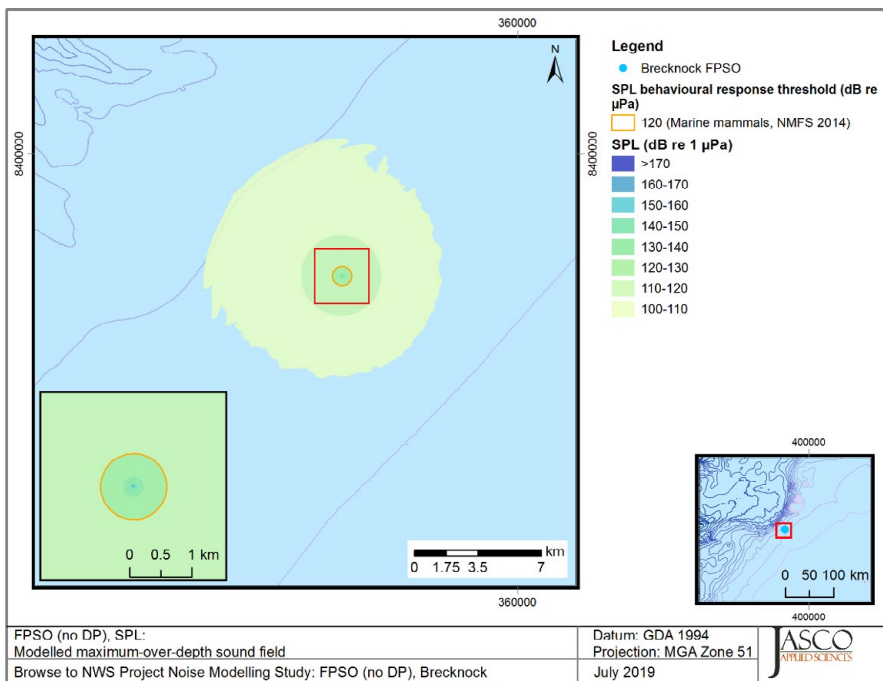 360000
N
8400000
8400000
0 0.5 1 km
km
0 1.75 3.5 7
360000
Legend
Brecknock FPSO
SPL behavioural response threshold (dB re
µPa)
120 (Marine mammals, NMFS 2014)
SPL (dB re 1 µPa)
>170
160-170
150-160
140-150
130-140
120-130
110-120
100-110
400000
0 50 100 km
400000
FPSO (no DP), SPL:
Modelled maximum-over-depth sound field
Browse to NWS Project Noise Modelling Study: FPSO (no DP), Brecknock
Datum: GDA 1994
Projection: MGA Zone 51
July 2019
JASCO
APPLIED SCIENCES